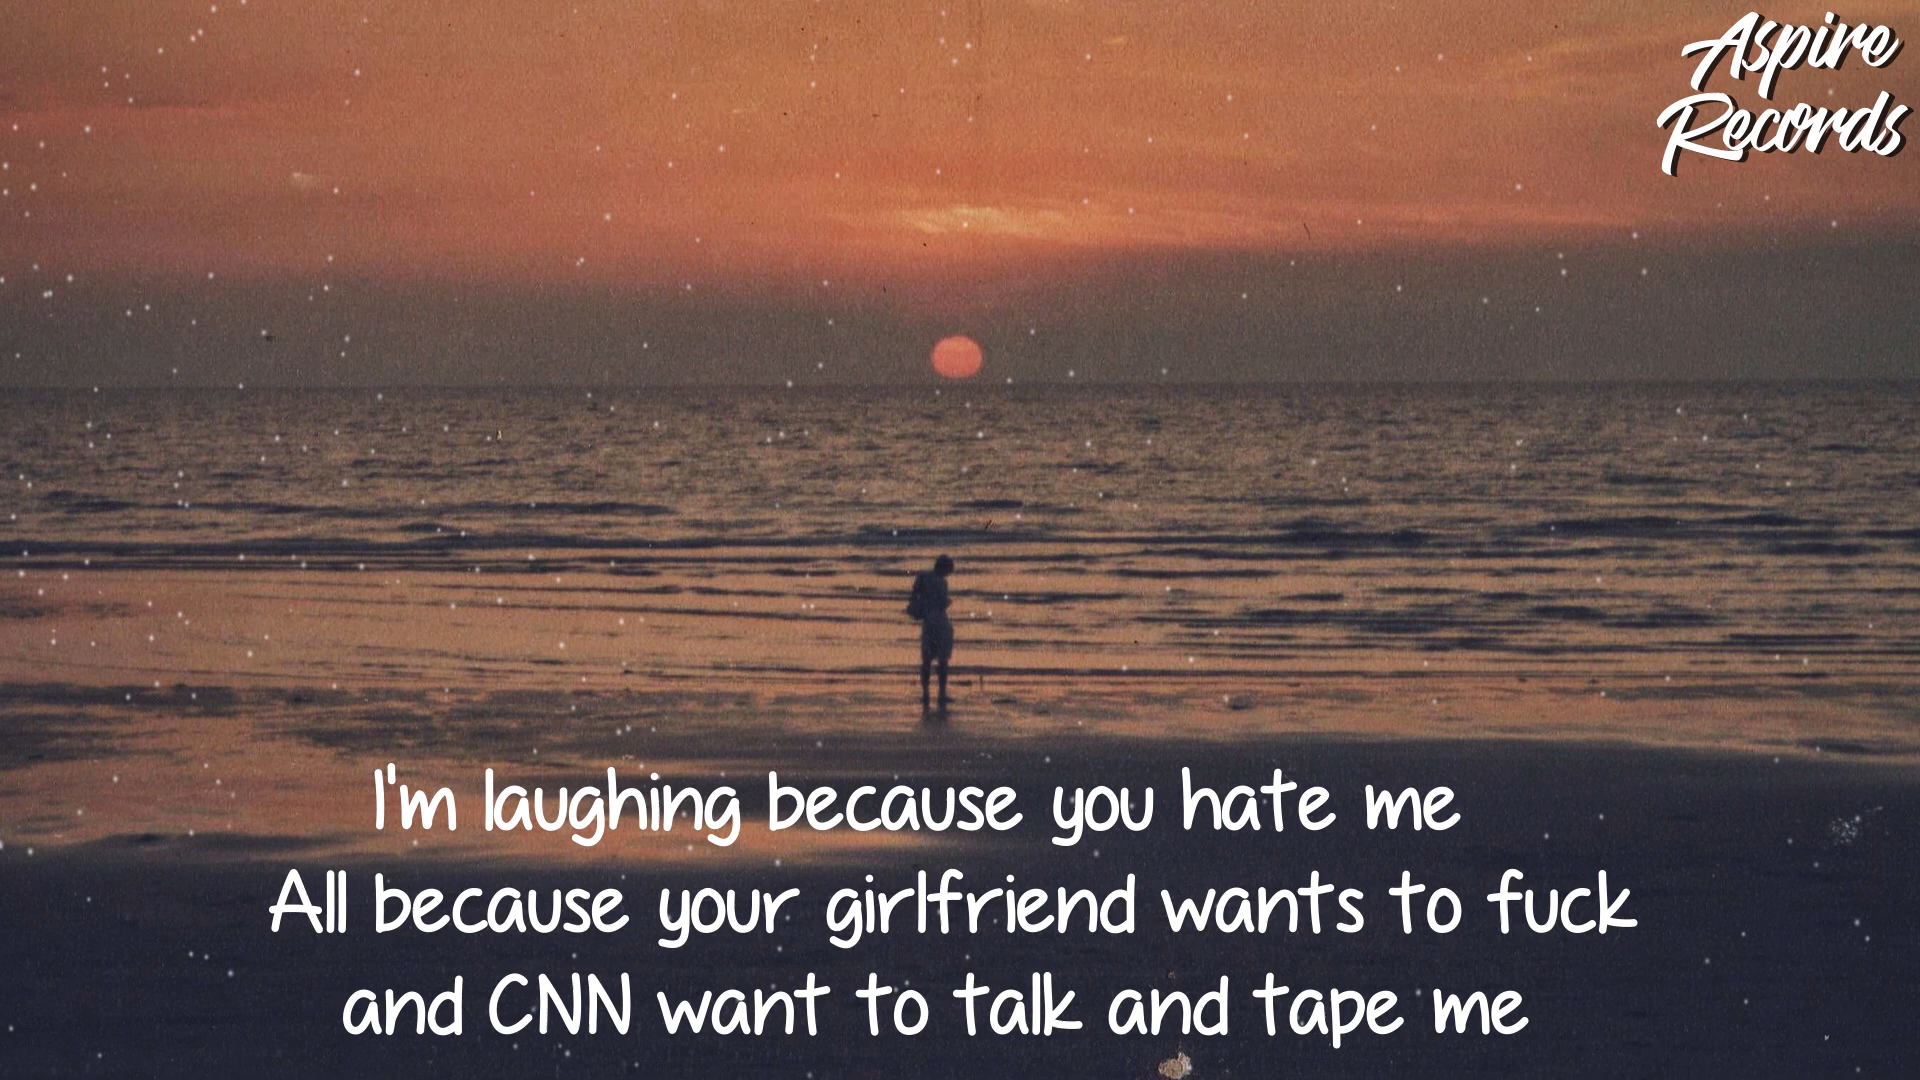 Aspire
Records
I'm laughing because you hate me
All because your girlfriend wants to fuck
and CNN want to talk and tape me